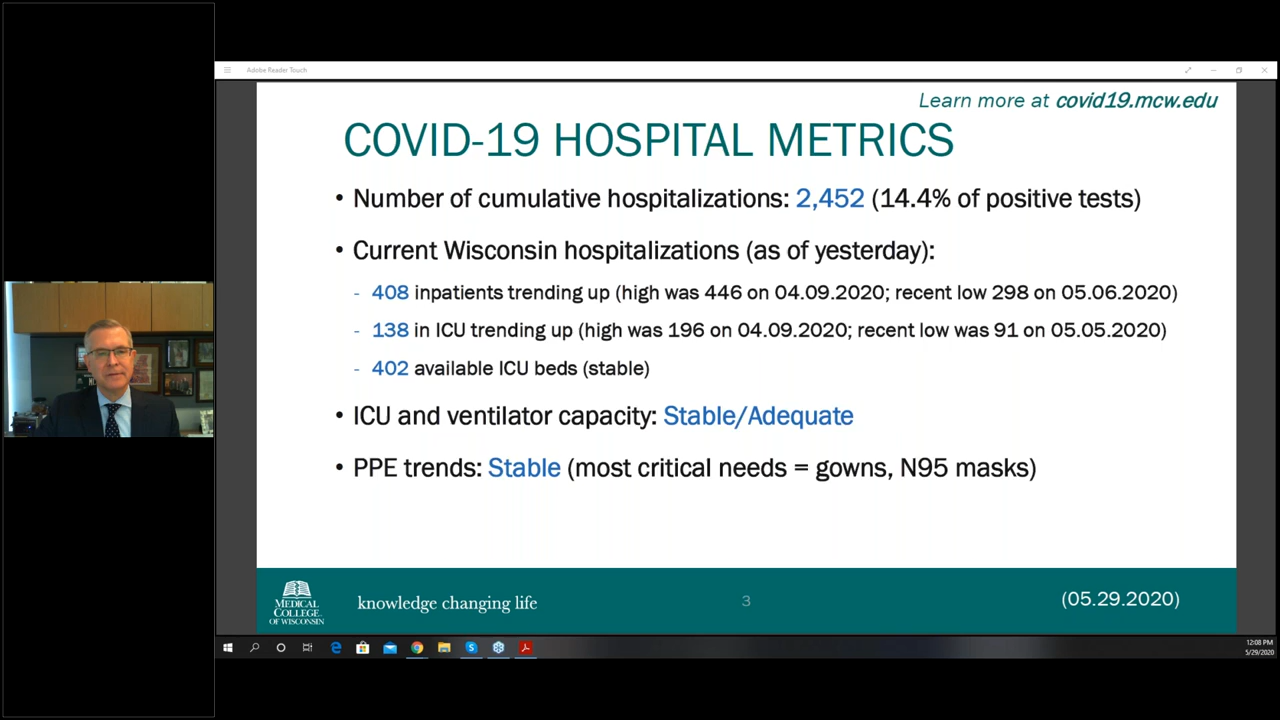 Adobe Reader Touch
Learn more at covid19.mcw.edu
COVID-19 HOSPITAL METRICS
• Number of cumulative hospitalizations: 2,452 (14.4% of positive tests)
• Current Wisconsin hospitalizations (as of yesterday):
- 408 inpatients trending up (high was 446 on 04.09.2020; recent low 298 on 05.06.2020)
- 138 in ICU trending up (high was 196 on 04.09.2020; recent low was 91 on 05.05.2020)
- 402 available ICU beds (stable)
• ICU and ventilator capacity: Stable/Adequate
• PPE trends: Stable (most critical needs = gowns, N95 masks)
MEDICAL
COLLEGE
OF WISCONSIN
knowledge changing life
3
(05.29.2020)
12:08 PM
5/29/2020